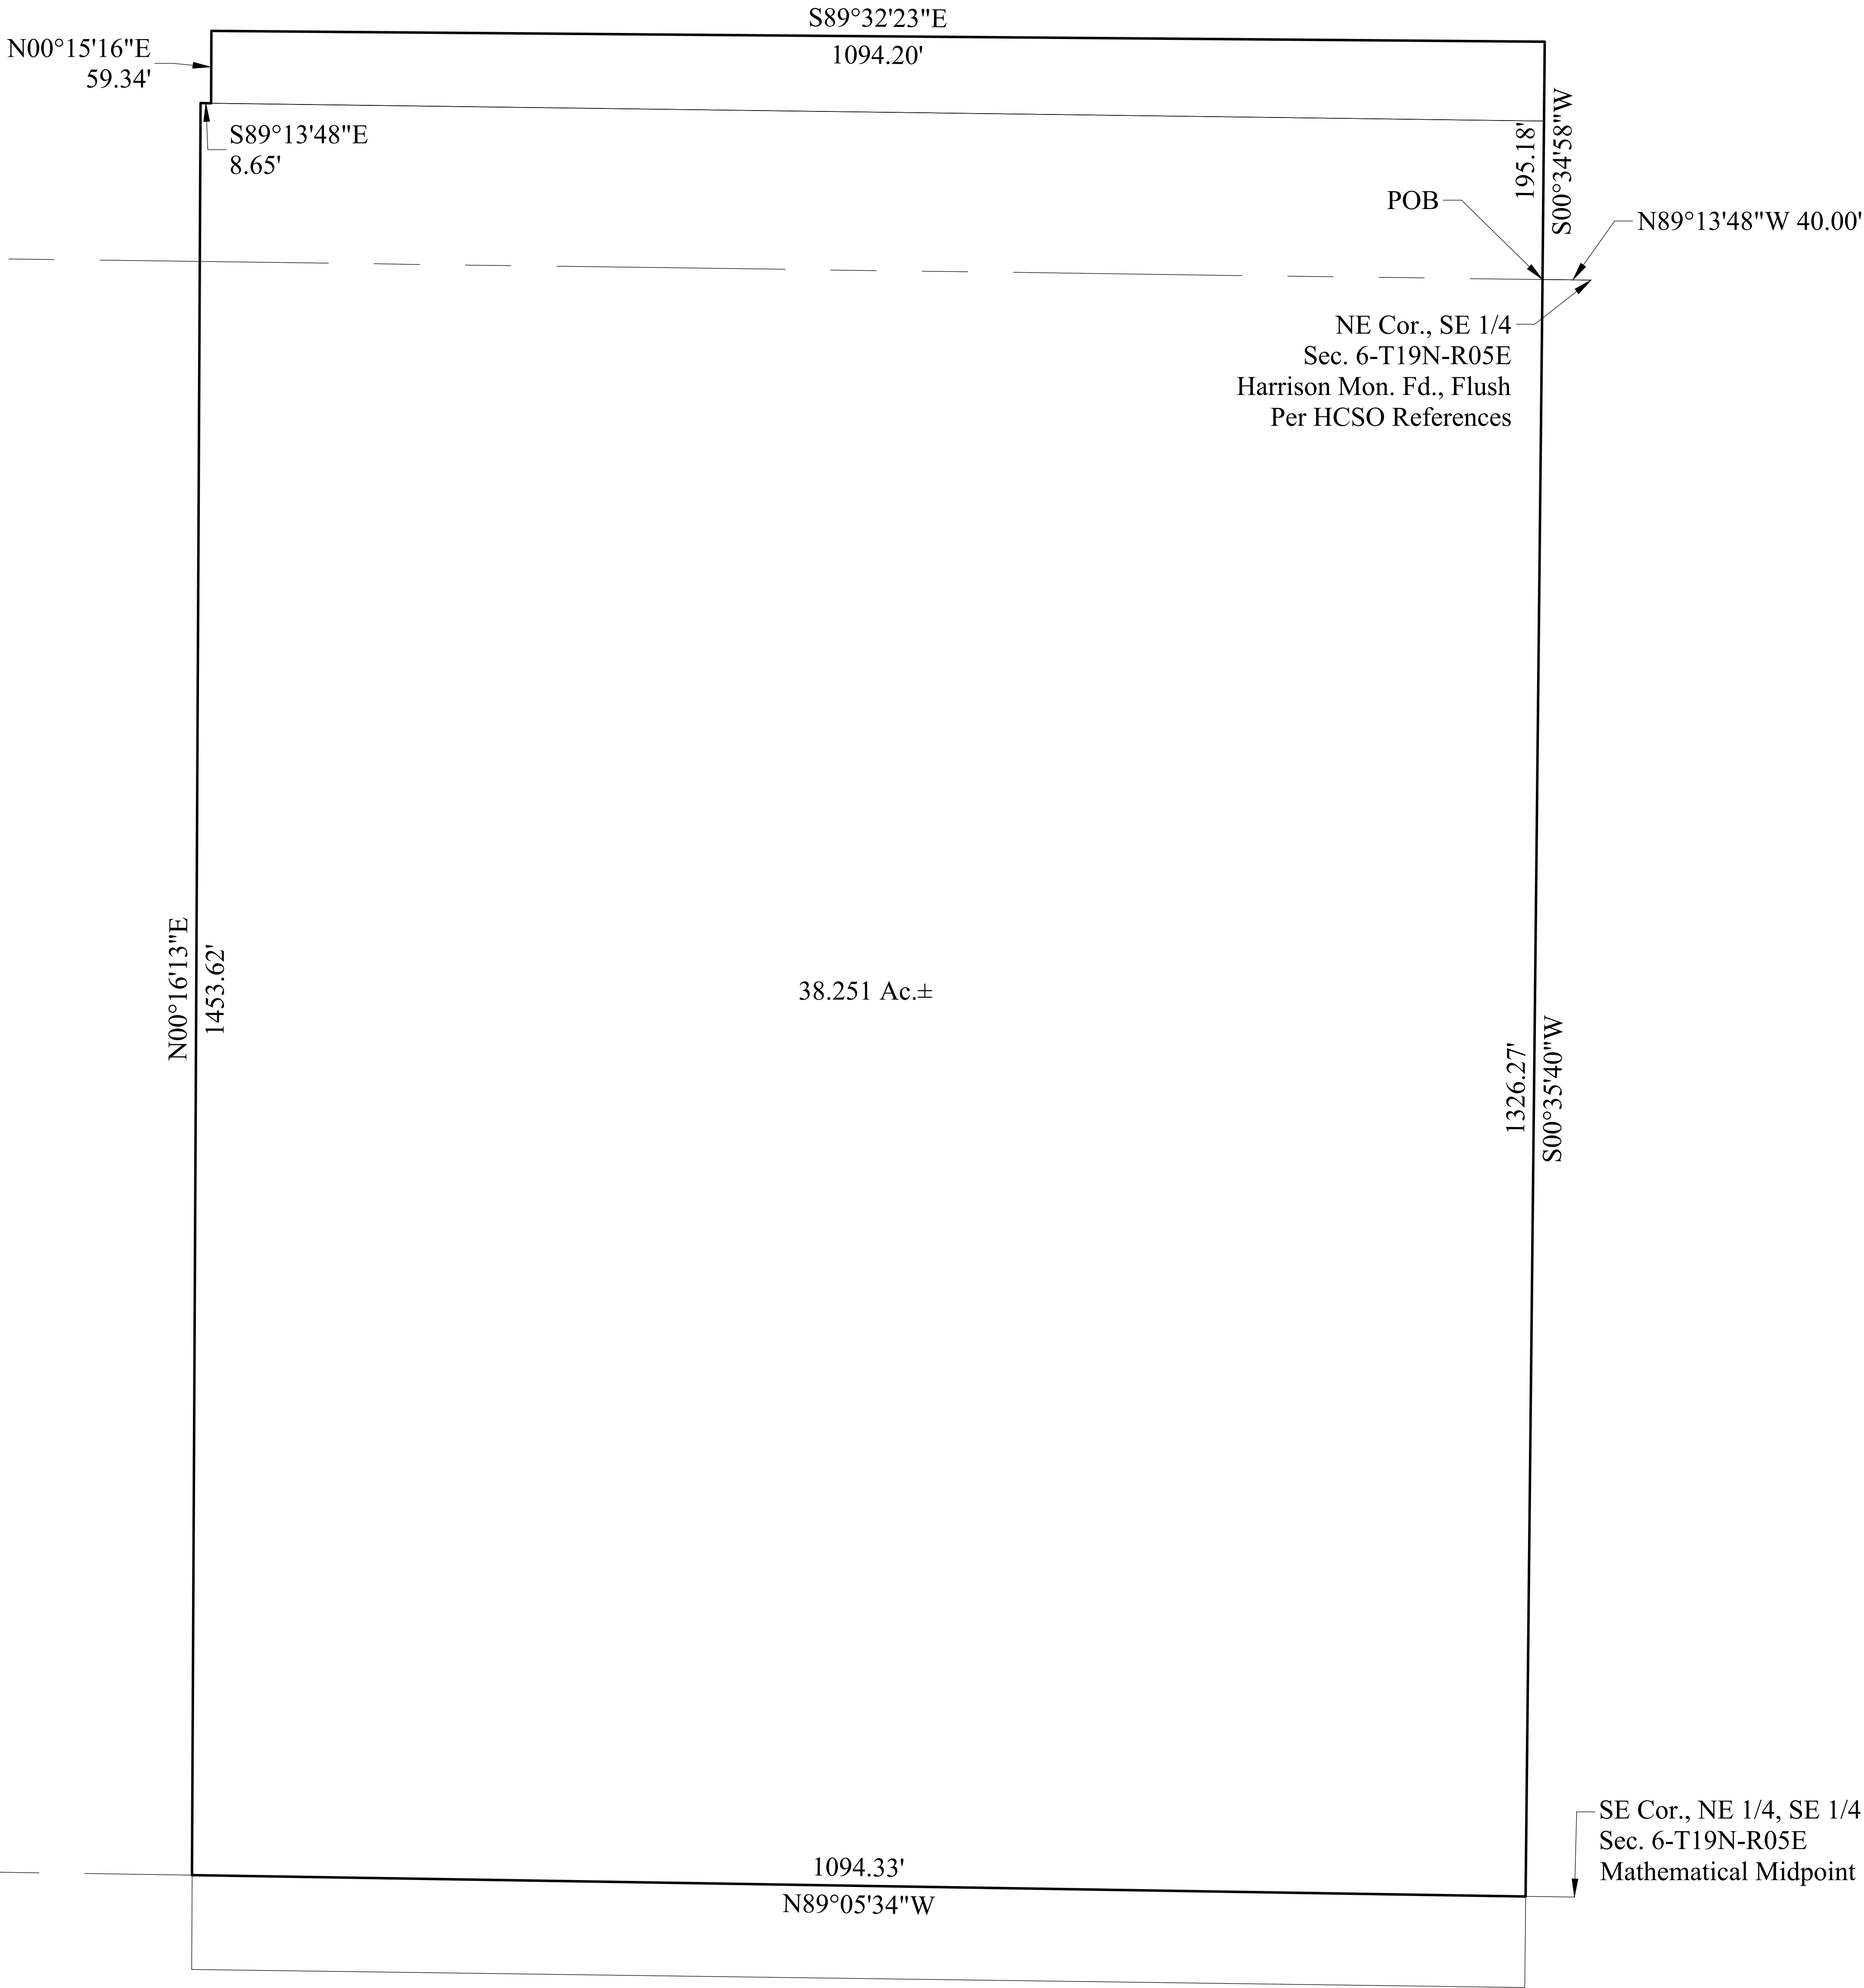 S89°32'23"E
1094.20'
N00°15'16"E
59.34'
S89°13'48"E
8.65'
195.18'
S00°34'58"W
POB
N89°13'48"W 40.00'
NE Cor., SE 1/4
Sec. 6-T19N-R05E
Harrison Mon. Fd., Flush
Per HCSO References
N00°16'13"E
1453.62'
38.251 Ac.±
1326.27'
S00°35'40"W
SE Cor., NE 1/4, SE 1/4
Sec. 6-T19N-R05E
Mathematical Midpoint
1094.33'
N89°05'34"W